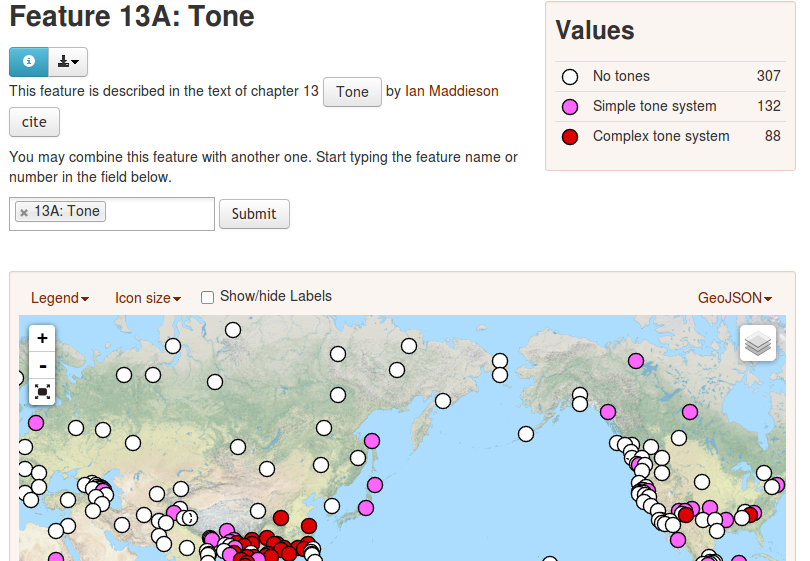 Feature 13A: Tone
This feature is described in the text of chapter 13 Tone by Ian Maddieson
cite
You may combine this feature with another one. Start typing the feature name or
number in the field below.
× 13A: Tone Submit
Values
No tones 307
Simple tone system 132
Complex tone system 88
Legend Icon size Show/hide Labels GeoJSON
+
-